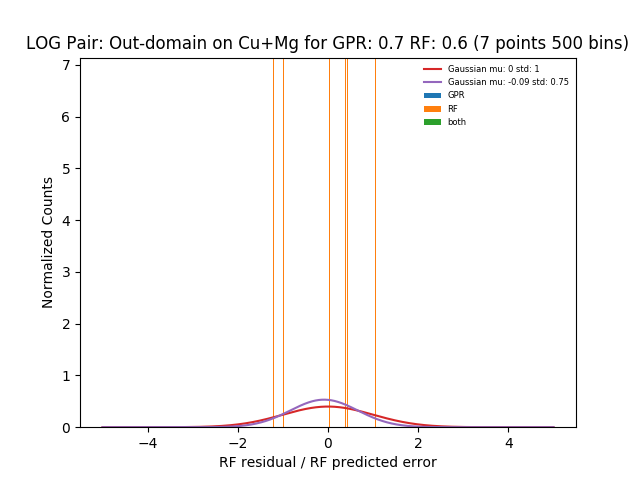 LOG Pair: Out-domain on Cu+Mg for GPR: 0.7 RF: 0.6 (7 points 500 bins)
Gaussian mu: 0 std: 1
Gaussian mu: -0.09 std: 0.75
GPR
RF
both
Normalized Counts
7
6
5
4
3
2
1
0
−4
−2
0
2
4
RF residual / RF predicted error